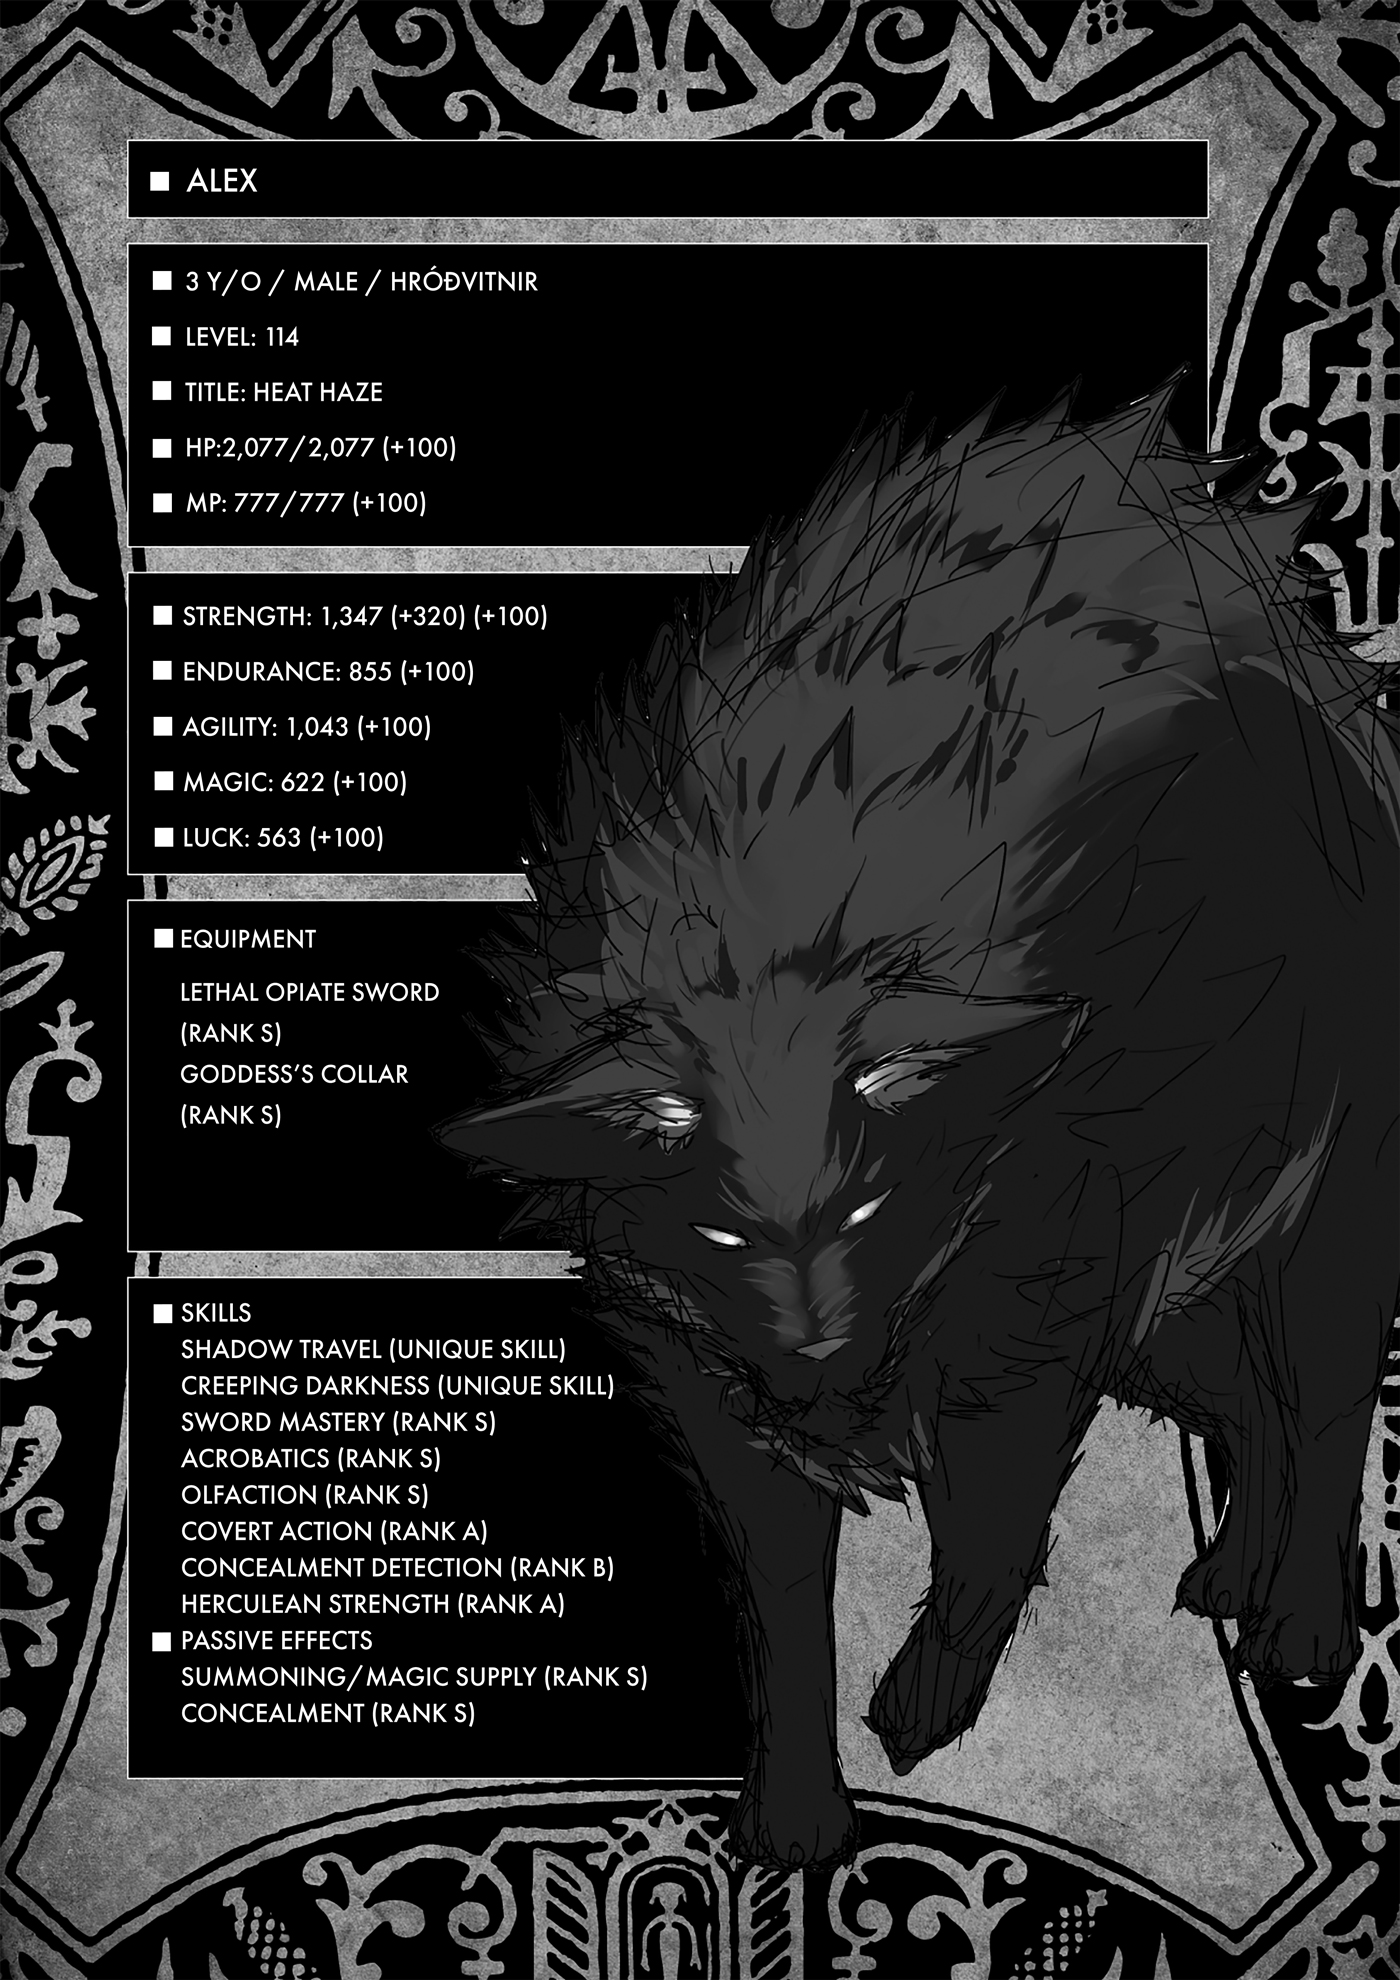 ALEX
3 Y/O / MALE / HRÓÐVITNIR
LEVEL: 114
TITLE: HEAT HAZE
HP:2,077/2,077 (+100)
MP: 777/777 (+100)
STRENGTH: 1,347 (+320) (+100)
ENDURANCE: 855 (+100)
AGILITY: 1,043 (+100)
MAGIC: 622 (+100)
LUCK: 563 (+100)
EQUIPMENT
LETHAL OPIATE SWORD
(RANK S)
GODDESS’S COLLAR
(RANK S)
SKILLS
SHADOW TRAVEL (UNIQUE SKILL)
CREEPING DARKNESS (UNIQUE SKILL)
SWORD MASTERY (RANK S)
ACROBATICS (RANK S)
OLFACTION (RANK S)
COVERT ACTION (RANK A)
CONCEALMENT DETECTION (RANK B)
HERCULEAN STRENGTH (RANK A)
PASSIVE EFFECTS
SUMMONING/MAGIC SUPPLY (RANK S)
CONCEALMENT (RANK S)